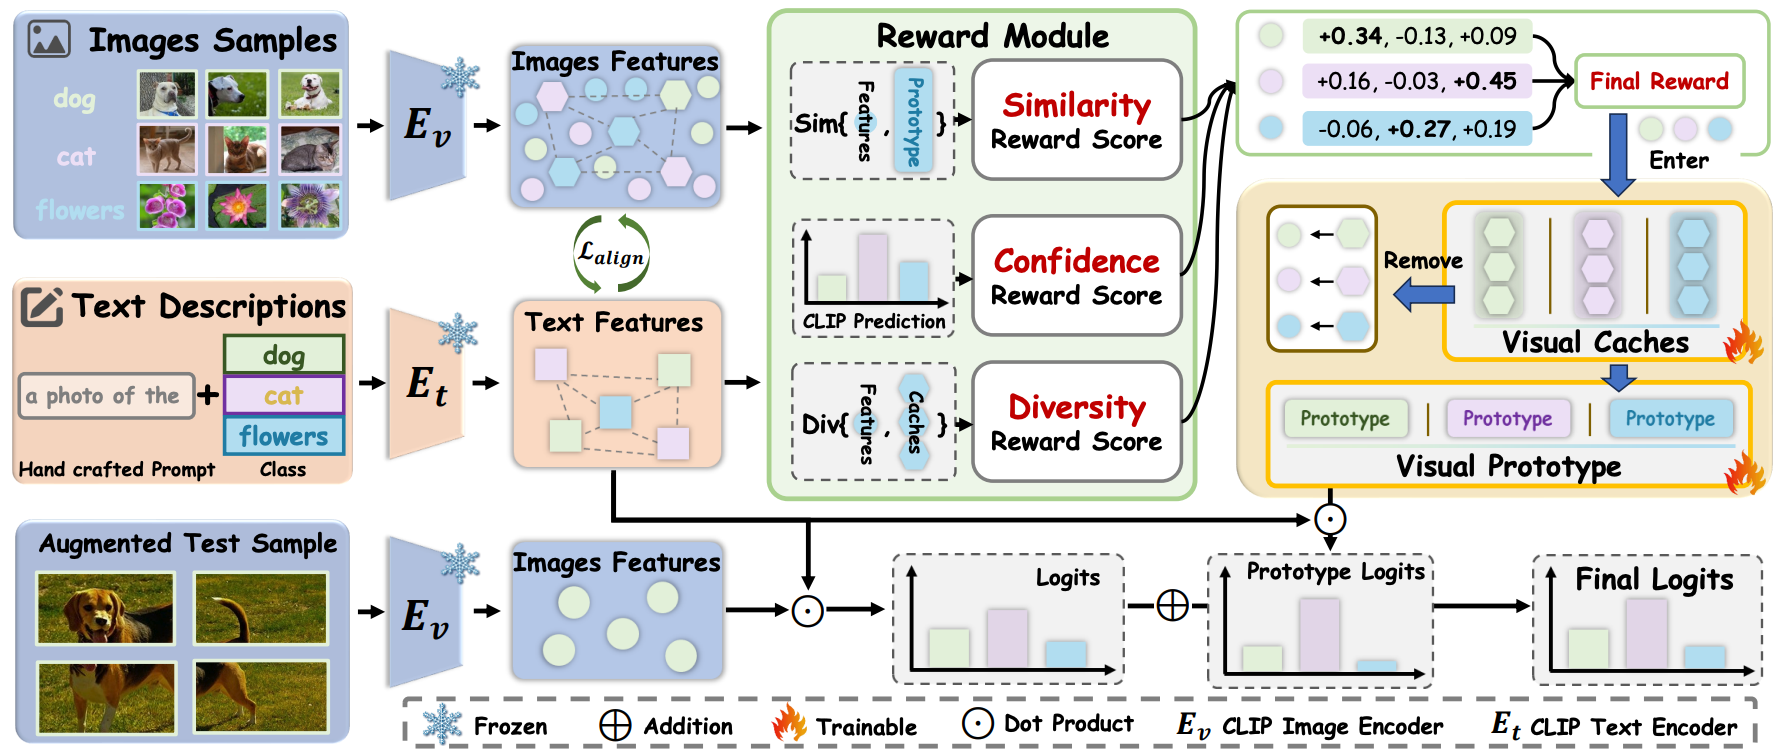 Images Samples
dog
cat
flowers
E_v
Images Features
L_align
Text Descriptions
a photo of the
+
dog
cat
flowers
Hand crafted Prompt
Class
E_t
Text Features
Reward Module
Sim{ Features , Prototype }
Similarity
Reward Score
CLIP Prediction
Confidence
Reward Score
Div{ Features , Caches }
Diversity
Reward Score
+0.34, -0.13, +0.09
+0.16, -0.03, +0.45
-0.06, +0.27, +0.19
Final Reward
Enter
Remove
Visual Caches
Prototype
Prototype
Prototype
Visual Prototype
Augmented Test Sample
E_v
Images Features
Logits
Prototype Logits
Final Logits
Frozen
Addition
Trainable
Dot Product
E_v CLIP Image Encoder
E_t CLIP Text Encoder